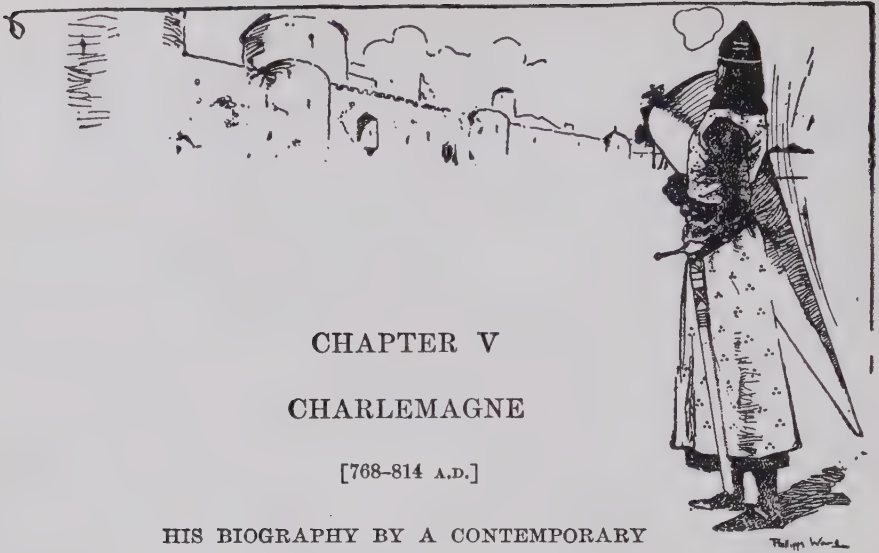 CHAPTER V
CHARLEMAGNE
[768–814 A.D.]
HIS BIOGRAPHY BY A CONTEMPORARY